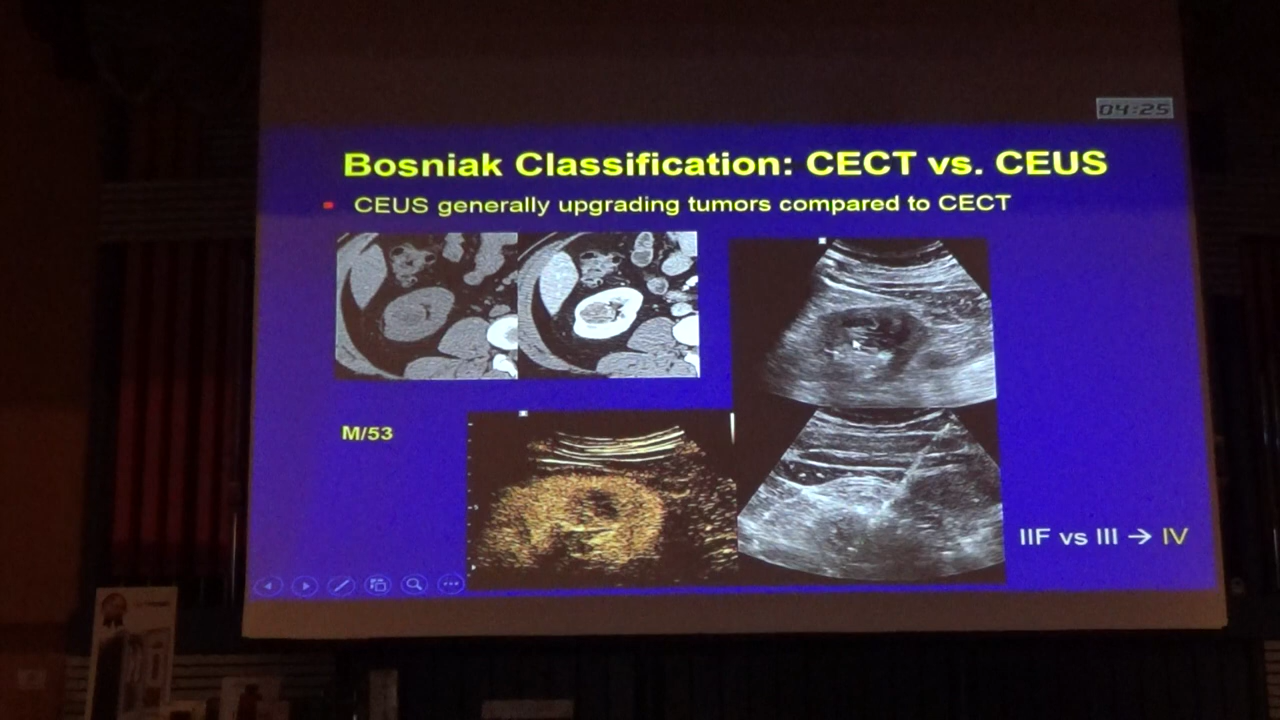 04:25
Bosniak Classification: CECT vs. CEUS
CEUS generally upgrading tumors compared to CECT
M/53
IIF vs III → IV